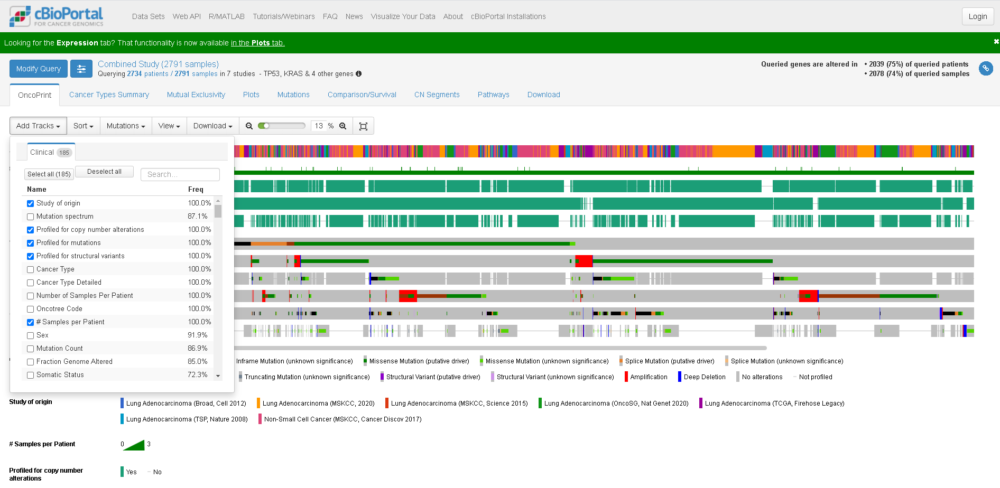 cBioPortal
FOR CANCER GENOMICS
Data Sets Web API R/MATLAB Tutorials/Webinars FAQ News Visualize Your Data About cBioPortal Installations
Login
Looking for the Expression tab? That functionality is now available in the Plots tab.
Modify Query
Combined Study (2791 samples)
Querying 2734 patients / 2791 samples in 7 studies - TP53, KRAS & 4 other genes
Queried genes are altered in • 2039 (75%) of queried patients
• 2078 (74%) of queried samples
OncoPrint Cancer Types Summary Mutual Exclusivity Plots Mutations Comparison/Survival CN Segments Pathways Download
Add Tracks Sort Mutations View Download 13 %
Clinical 185
Select all (185) Deselect all Search...
Name Freq
Study of origin 100.0%
Mutation spectrum 87.1%
Profiled for copy number alterations 100.0%
Profiled for mutations 100.0%
Profiled for structural variants 100.0%
Cancer Type 100.0%
Cancer Type Detailed 100.0%
Number of Samples Per Patient 100.0%
Oncotree Code 100.0%
# Samples per Patient 100.0%
Sex 91.9%
Mutation Count 86.9%
Fraction Genome Altered 85.0%
Somatic Status 72.3%
Inframe Mutation (unknown significance) Missense Mutation (putative driver) Missense Mutation (unknown significance) Splice Mutation (putative driver) Splice Mutation (unknown significance)
Truncating Mutation (unknown significance) Structural Variant (putative driver) Structural Variant (unknown significance) Amplification Deep Deletion No alterations Not profiled
Study of origin Lung Adenocarcinoma (Broad, Cell 2012) Lung Adenocarcinoma (MSKCC, 2020) Lung Adenocarcinoma (MSKCC, Science 2015) Lung Adenocarcinoma (OncoSG, Nat Genet 2020) Lung Adenocarcinoma (TCGA, Firehose Legacy)
Lung Adenocarcinoma (TSP, Nature 2008) Non-Small Cell Cancer (MSKCC, Cancer Discov 2017)
# Samples per Patient 0 3
Profiled for copy number Yes No
alterations